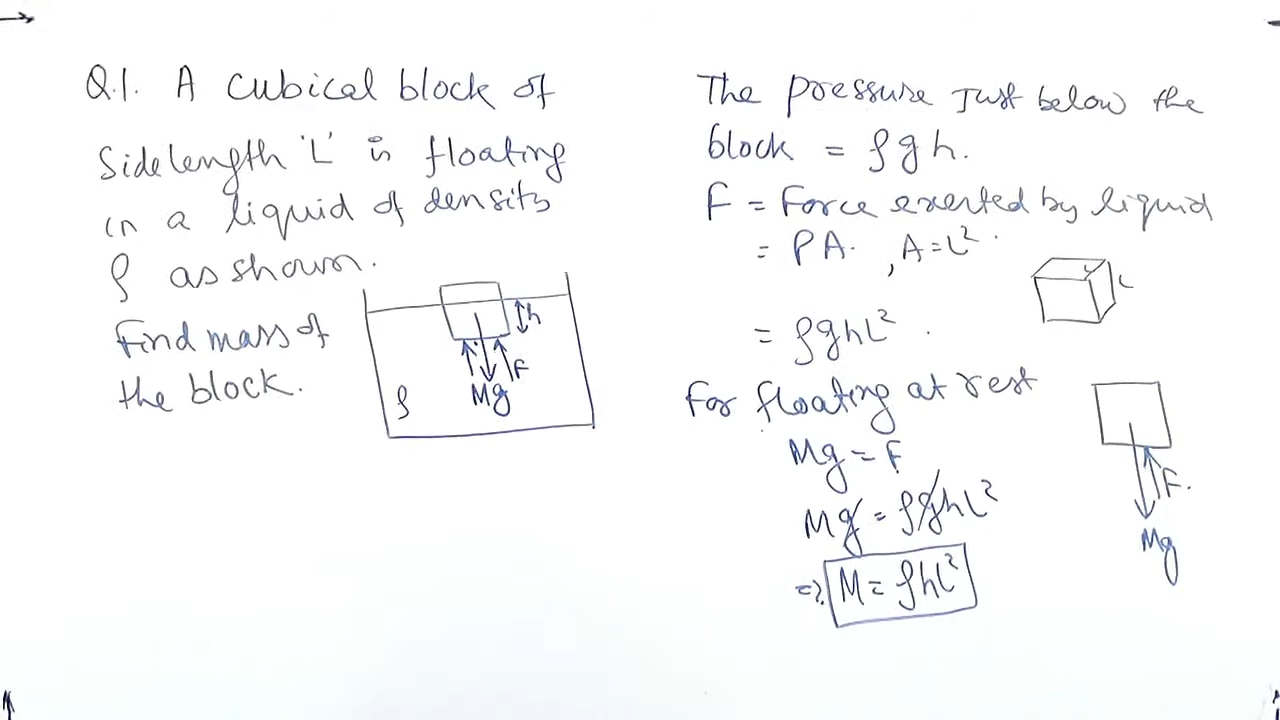 Q.1. A cubical block of
Side length 'L' is floating
in a liquid of density
ρ as shown.
Find mass of
the block.
h
F
Mg
ρ
The pressure Just below the
block = ρgh.
F = Force exerted by liquid
= PA. , A=L².
L
= ρghL².
For floating at rest
Mg = F
Mg = ρghL²
⇒ M = ρhL²
F.
Mg